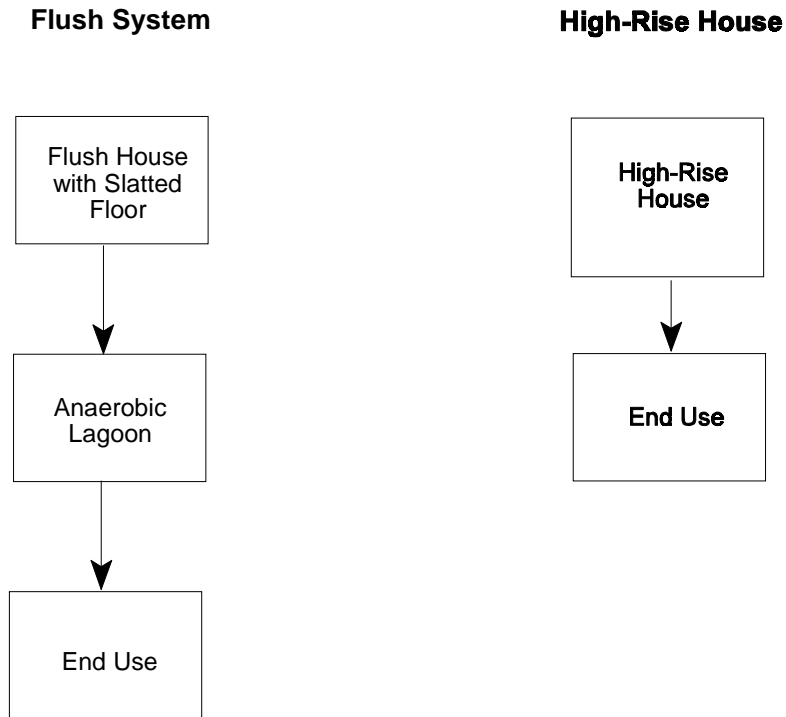 Flush System
High-Rise House
Flush House
with Slatted
Floor
High-Rise
House
Anaerobic
Lagoon
End Use
End Use